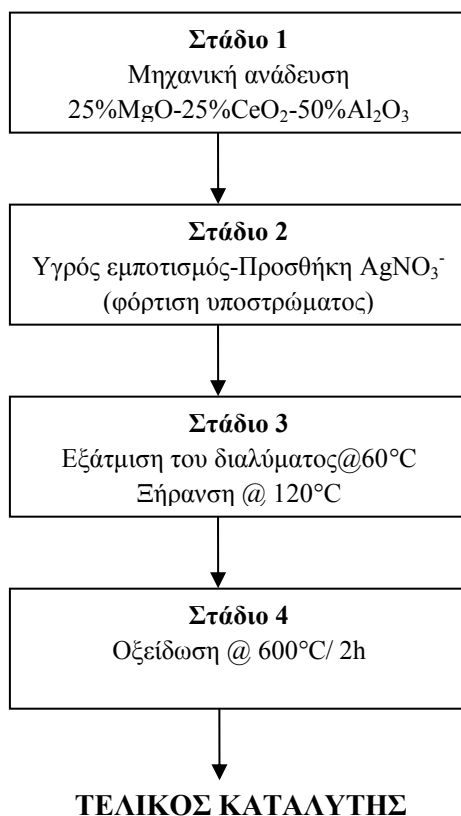 Στάδιο 1
Μηχανική ανάδευση
25%MgO-25%CeO₂-50%Al₂O₃
Στάδιο 2
Υγρός εμποτισμός-Προσθήκη AgNO₃⁻
(φόρτιση υποστρώματος)
Στάδιο 3
Εξάτμιση του διαλύματος@60°C
Ξήρανση @ 120°C
Στάδιο 4
Οξείδωση @ 600°C/ 2h
ΤΕΛΙΚΟΣ ΚΑΤΑΛΥΤΗΣ